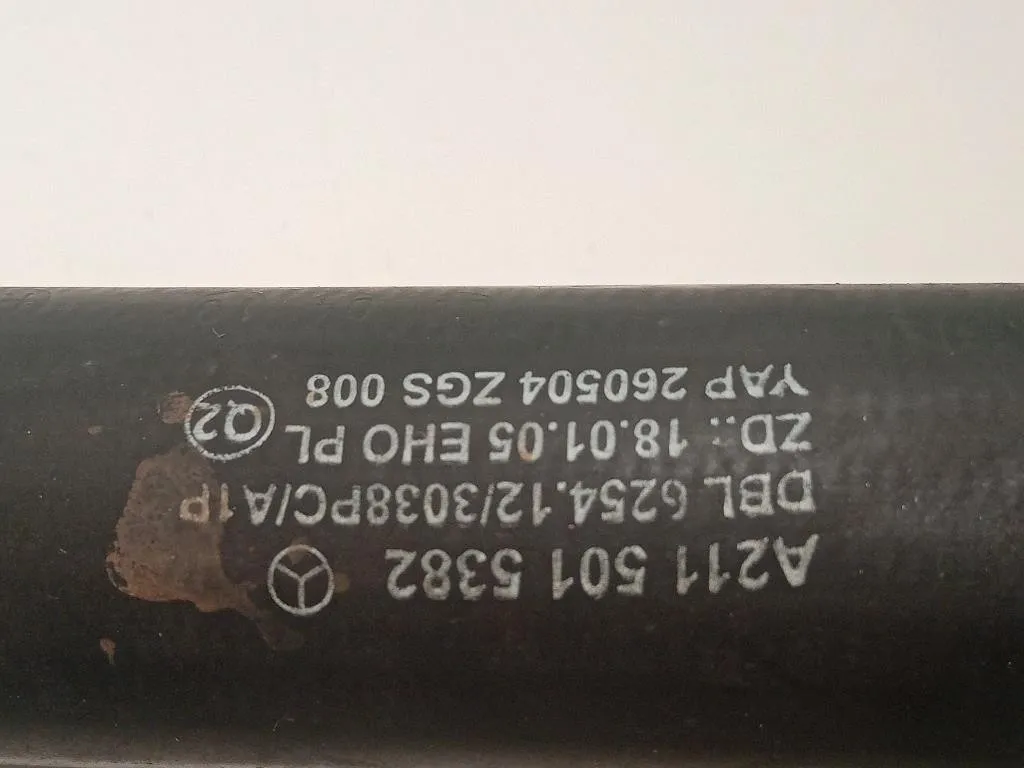 A211 501 5382
DBL 6254.12/3038PC/A1P
ZD.: 18.01.05 EHO PL Q2
YAP 260504 ZGS 008